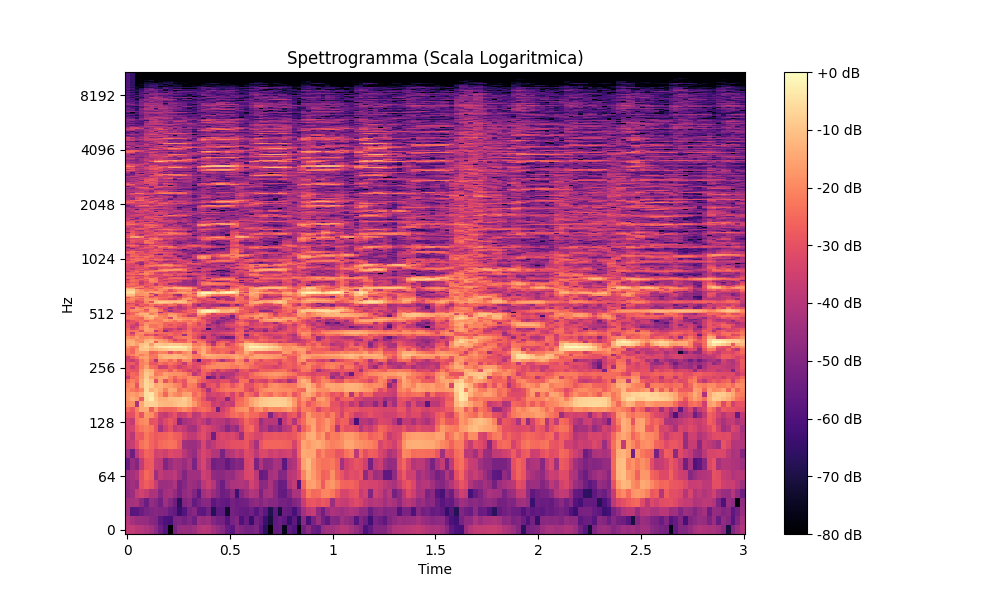 Spettrogramma (Scala Logaritmica)
8192
4096
2048
1024
512
256
128
64
0
Hz
0 0.5 1 1.5 2 2.5 3
Time
+0 dB
-10 dB
-20 dB
-30 dB
-40 dB
-50 dB
-60 dB
-70 dB
-80 dB